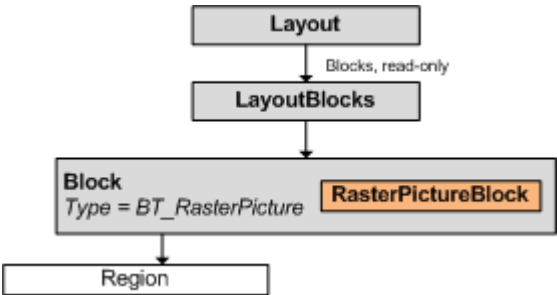 Layout
Blocks, read-only
LayoutBlocks
Block
Type = BT_RasterPicture
RasterPictureBlock
Region